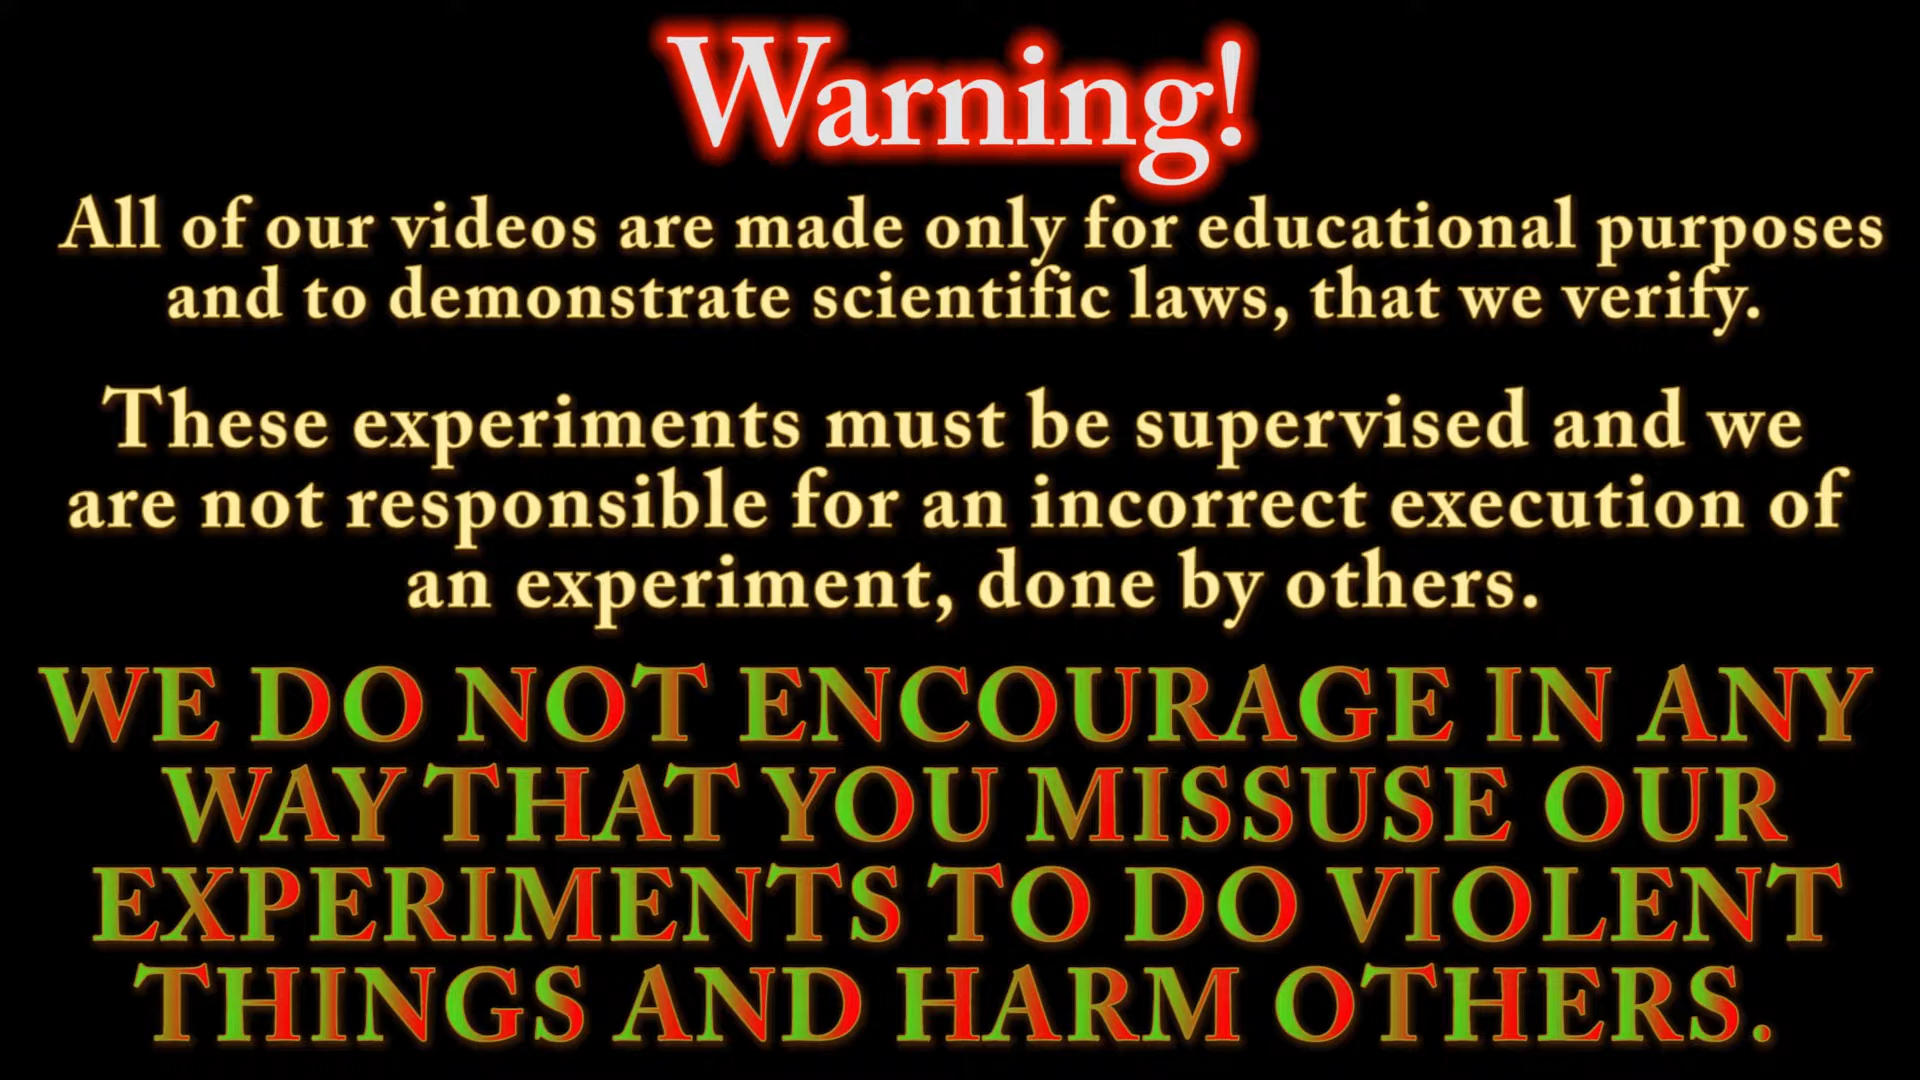 Warning!
All of our videos are made only for educational purposes
and to demonstrate scientific laws, that we verify.
These experiments must be supervised and we
are not responsible for an incorrect execution of
an experiment, done by others.
WE DO NOT ENCOURAGE IN ANY
WAY THAT YOU MISSUSE OUR
EXPERIMENTS TO DO VIOLENT
THINGS AND HARM OTHERS.